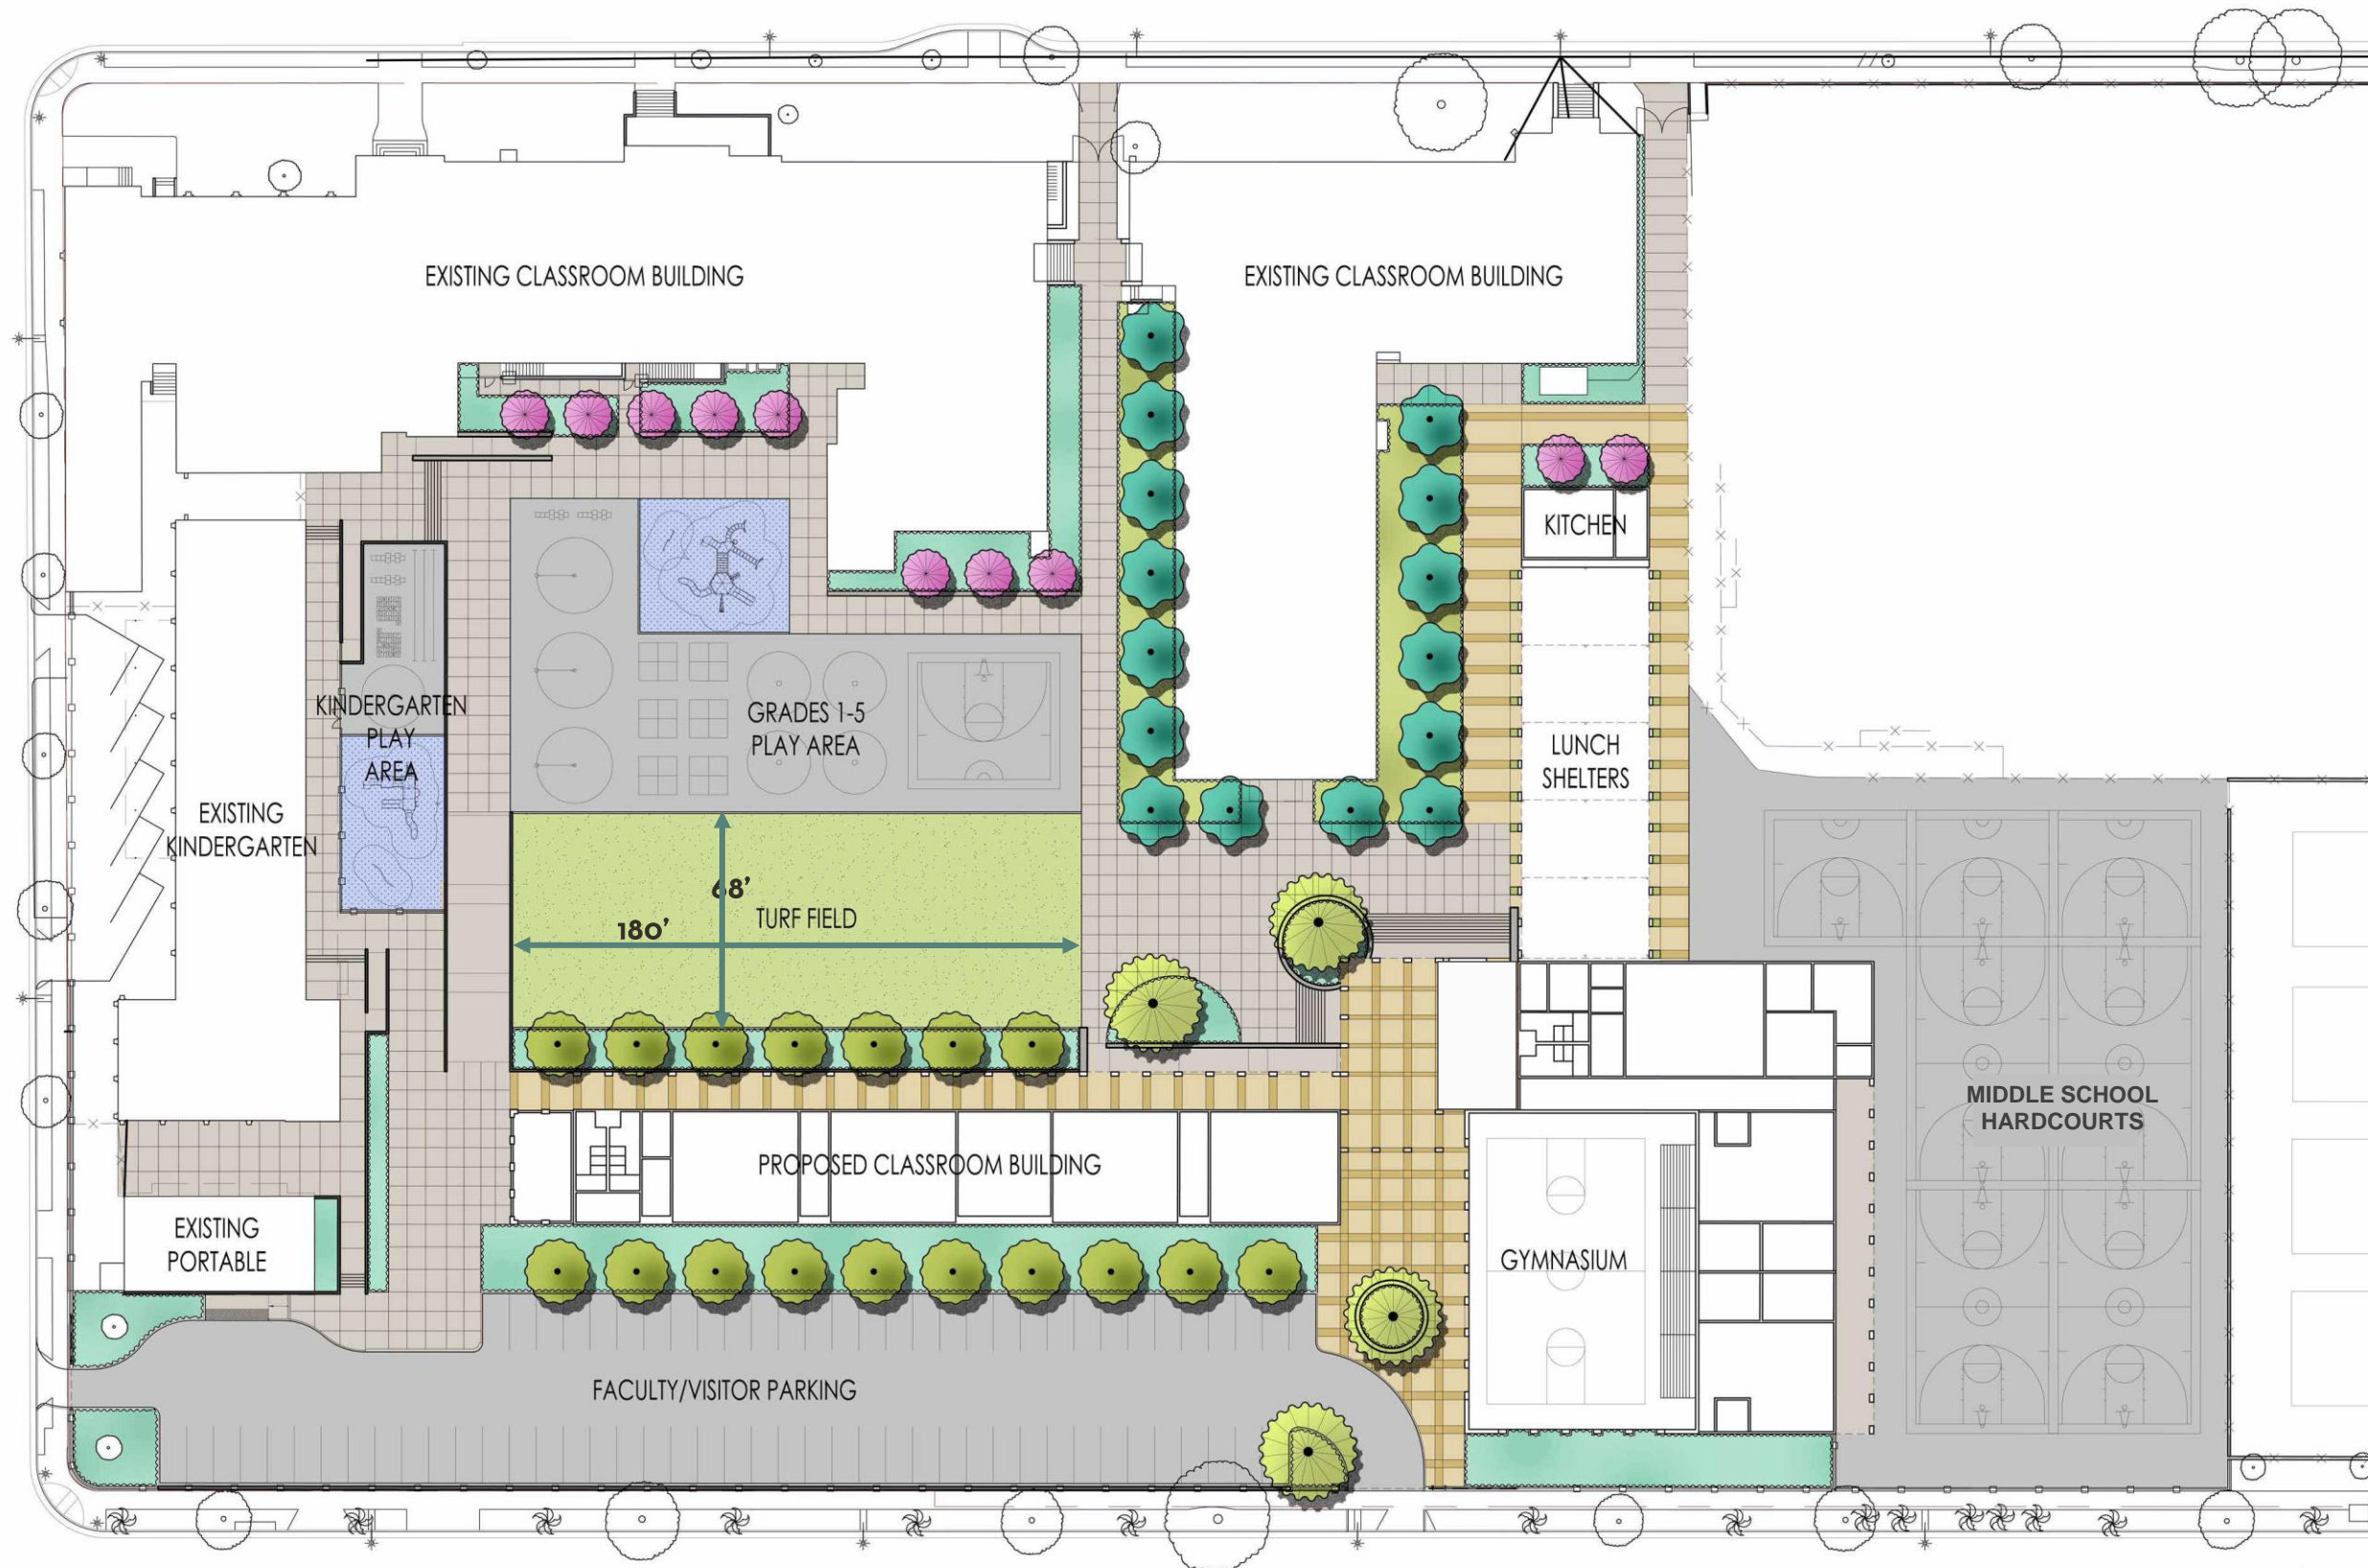 EXISTING CLASSROOM BUILDING
EXISTING CLASSROOM BUILDING
KITCHEN
KINDERGARTEN
PLAY
AREA
GRADES 1-5
PLAY AREA
LUNCH
SHELTERS
EXISTING
KINDERGARTEN
68'
180'
TURF FIELD
MIDDLE SCHOOL
HARDCOURTS
PROPOSED CLASSROOM BUILDING
EXISTING
PORTABLE
GYMNASIUM
FACULTY/VISITOR PARKING